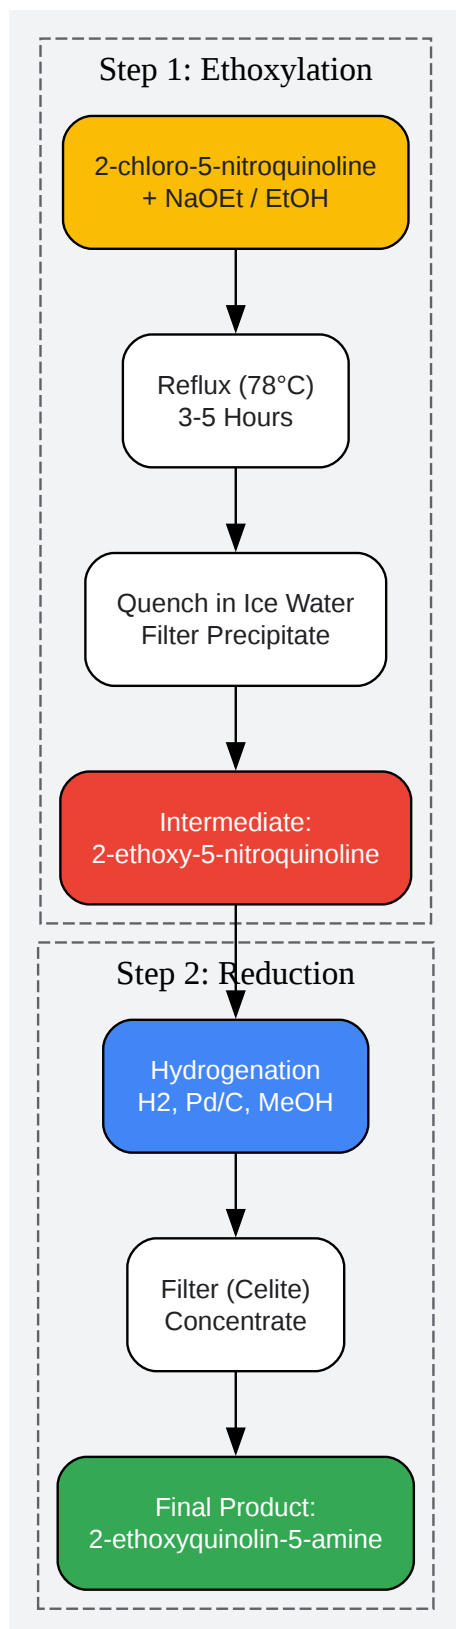 Step 1: Ethoxylation
2-chloro-5-nitroquinoline
+ NaOEt / EtOH
Reflux (78°C)
3-5 Hours
Quench in Ice Water
Filter Precipitate
Intermediate:
2-ethoxy-5-nitroquinoline
Step 2: Reduction
Hydrogenation
H2, Pd/C, MeOH
Filter (Celite)
Concentrate
Final Product:
2-ethoxyquinolin-5-amine